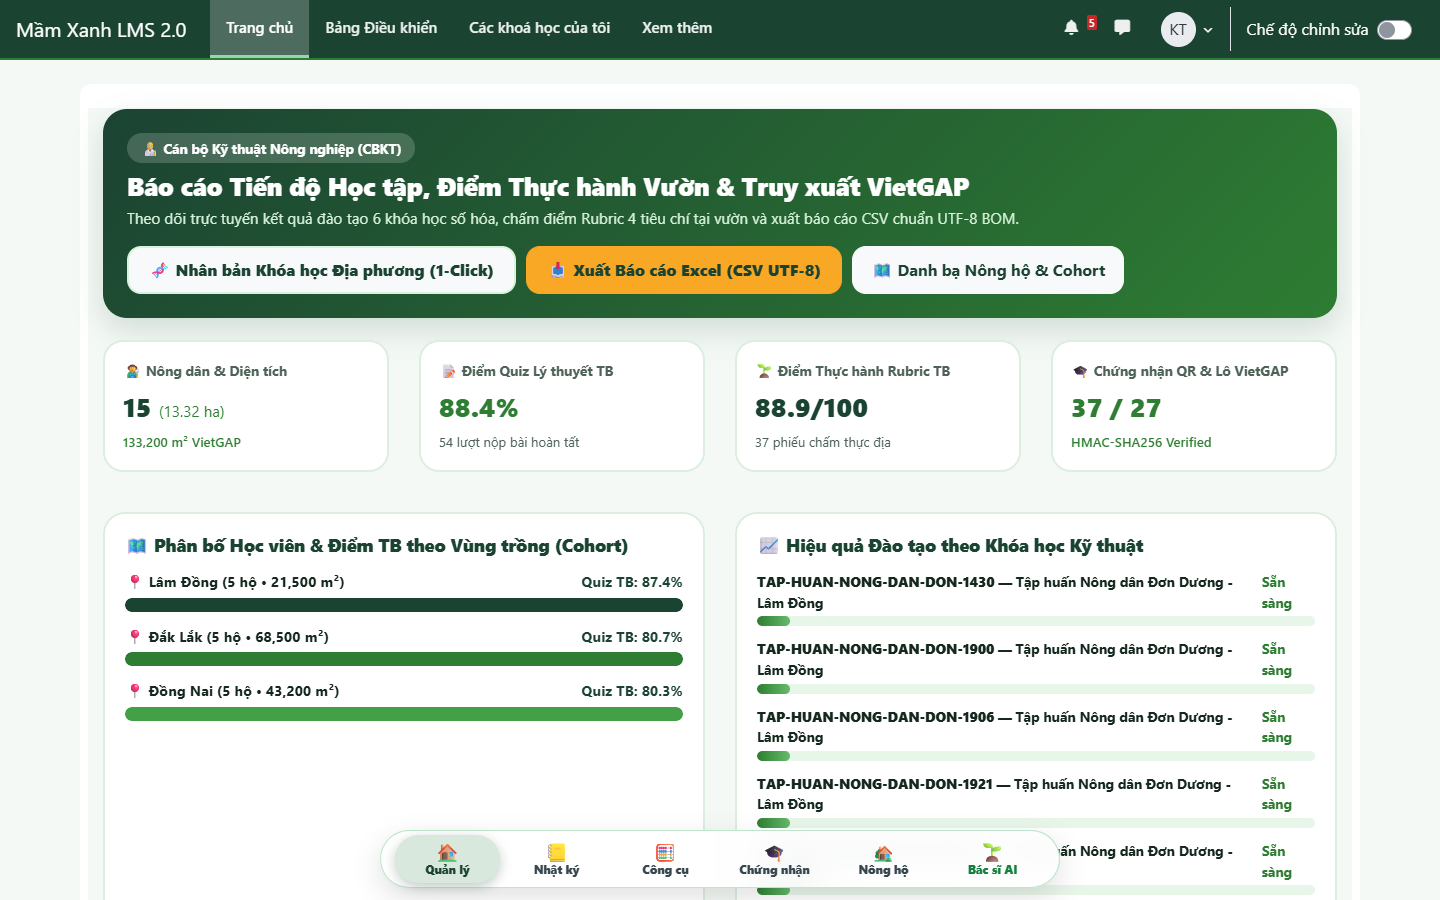 Mầm Xanh LMS 2.0
Trang chủ
Bảng Điều khiển
Các khoá học của tôi
Xem thêm
5
KT
Chế độ chỉnh sửa
Cán bộ Kỹ thuật Nông nghiệp (CBKT)
Báo cáo Tiến độ Học tập, Điểm Thực hành Vườn & Truy xuất VietGAP
Theo dõi trực tuyến kết quả đào tạo 6 khóa học số hóa, chấm điểm Rubric 4 tiêu chí tại vườn và xuất báo cáo CSV chuẩn UTF-8 BOM.
Nhân bản Khóa học Địa phương (1-Click)
Xuất Báo cáo Excel (CSV UTF-8)
Danh bạ Nông hộ & Cohort
Nông dân & Diện tích
15 (13.32 ha)
133,200 m² VietGAP
Điểm Quiz Lý thuyết TB
88.4%
54 lượt nộp bài hoàn tất
Điểm Thực hành Rubric TB
88.9/100
37 phiếu chấm thực địa
Chứng nhận QR & Lô VietGAP
37 / 27
HMAC-SHA256 Verified
Phân bố Học viên & Điểm TB theo Vùng trồng (Cohort)
Lâm Đồng (5 hộ • 21,500 m²)
Quiz TB: 87.4%
Đắk Lắk (5 hộ • 68,500 m²)
Quiz TB: 80.7%
Đồng Nai (5 hộ • 43,200 m²)
Quiz TB: 80.3%
Hiệu quả Đào tạo theo Khóa học Kỹ thuật
TAP-HUAN-NONG-DAN-DON-1430 — Tập huấn Nông dân Đơn Dương -
Lâm Đồng
Sẵn
sàng
TAP-HUAN-NONG-DAN-DON-1900 — Tập huấn Nông dân Đơn Dương -
Lâm Đồng
Sẵn
sàng
TAP-HUAN-NONG-DAN-DON-1906 — Tập huấn Nông dân Đơn Dương -
Lâm Đồng
Sẵn
sàng
TAP-HUAN-NONG-DAN-DON-1921 — Tập huấn Nông dân Đơn Dương -
Lâm Đồng
Sẵn
sàng
Nông dân Đơn Dương -
Sẵn
sàng
Quản lý
Nhật ký
Công cụ
Chứng nhận
Nông hộ
Bác sĩ AI